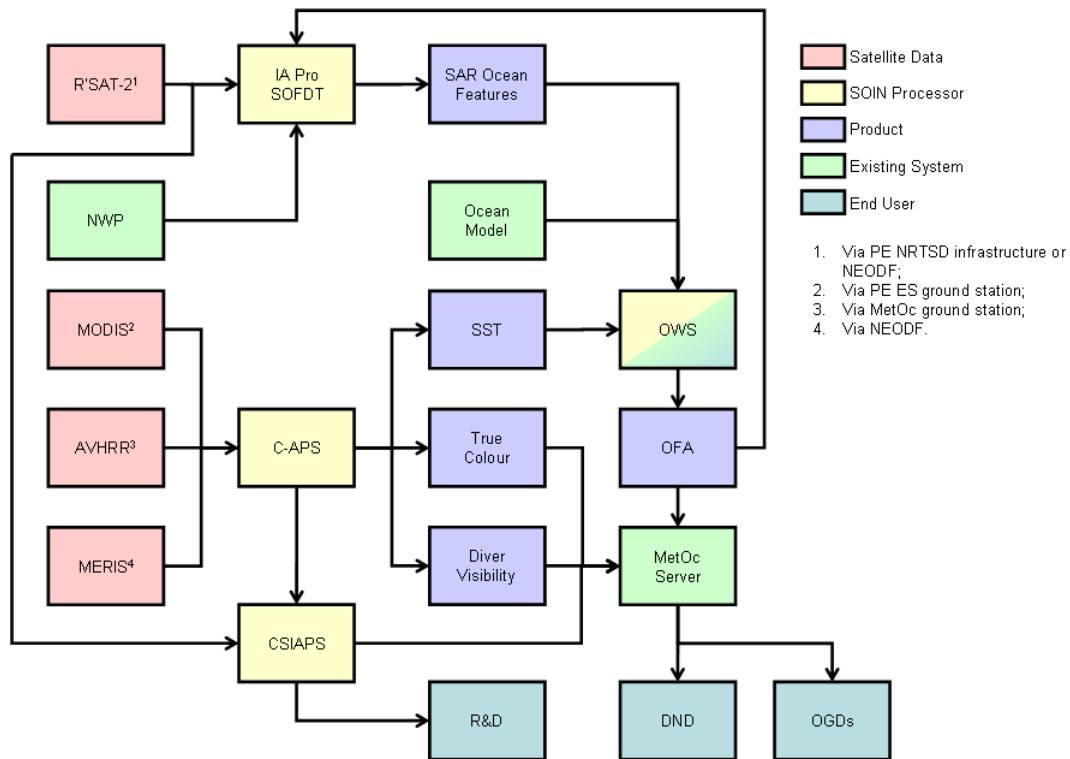 R'SAT-2¹
IA Pro
SOFDT
SAR Ocean
Features
Satellite Data
SOIN Processor
Product
Existing System
End User
NWP
Ocean
Model
1. Via PE NRTSD infrastructure or
NEODF;
2. Via PE ES ground station;
3. Via MetOc ground station;
4. Via NEODF.
MODIS²
SST
OWS
AVHRR³
C-APS
True
Colour
OFA
MERIS⁴
Diver
Visibility
MetOc
Server
CSIAPS
R&D
DND
OGDs